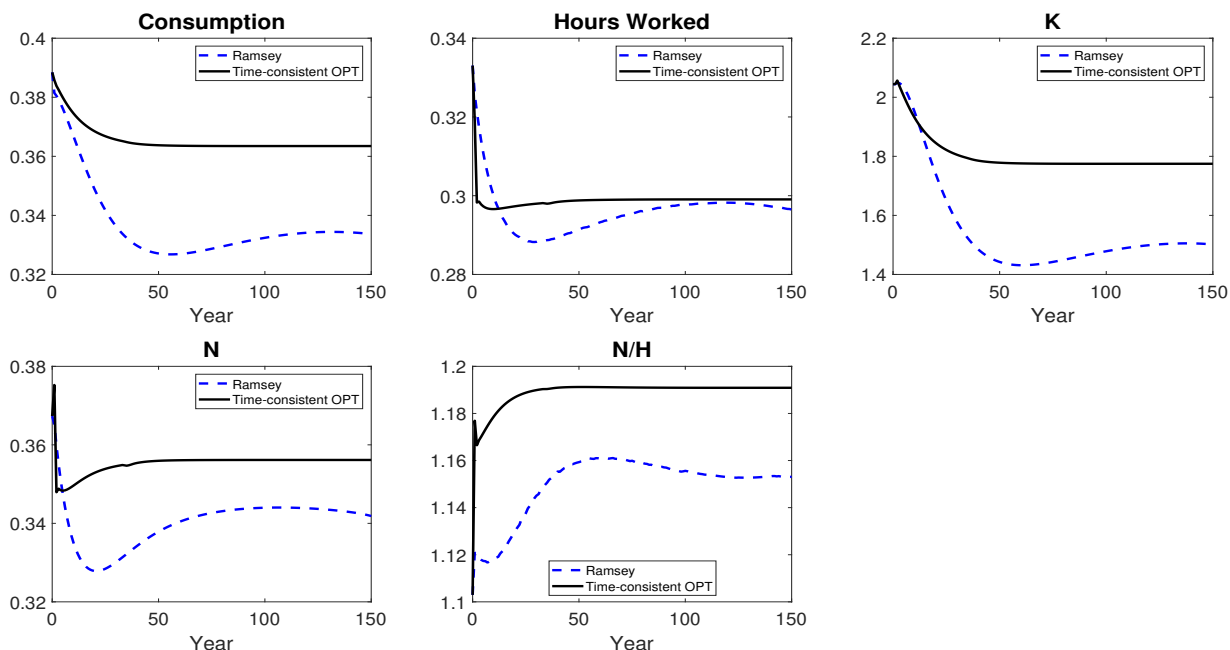 Consumption
0.4
0.38
0.36
0.34
0.32
0
50
100
150
Year
Ramsey
Time-consistent OPT
Hours Worked
0.34
0.32
0.3
0.28
0
50
100
150
Year
Ramsey
Time-consistent OPT
K
2.2
2
1.8
1.6
1.4
0
50
100
150
Year
Ramsey
Time-consistent OPT
N
0.38
0.36
0.34
0.32
0
50
100
150
Year
Ramsey
Time-consistent OPT
N/H
1.2
1.18
1.16
1.14
1.12
1.1
0
50
100
150
Year
Ramsey
Time-consistent OPT